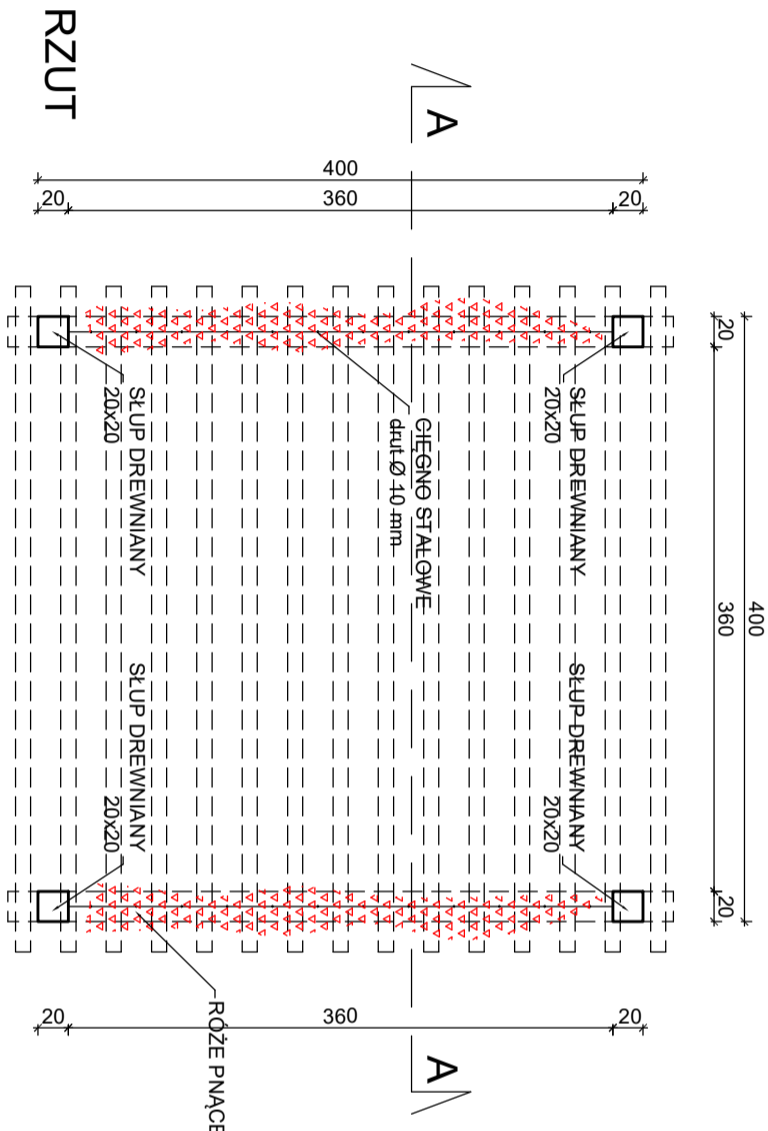 RZUT
A
400
20
360
20
20
360
20
400
SŁUP DREWNIANY
20x20
SŁUP DREWNIANY
20x20
CIĘGNO STALOWE
drut Ø 10 mm
SŁUP DREWNIANY
20x20
SŁUP DREWNIANY
20x20
RÓŻE PNĄCE
20
360
20
A